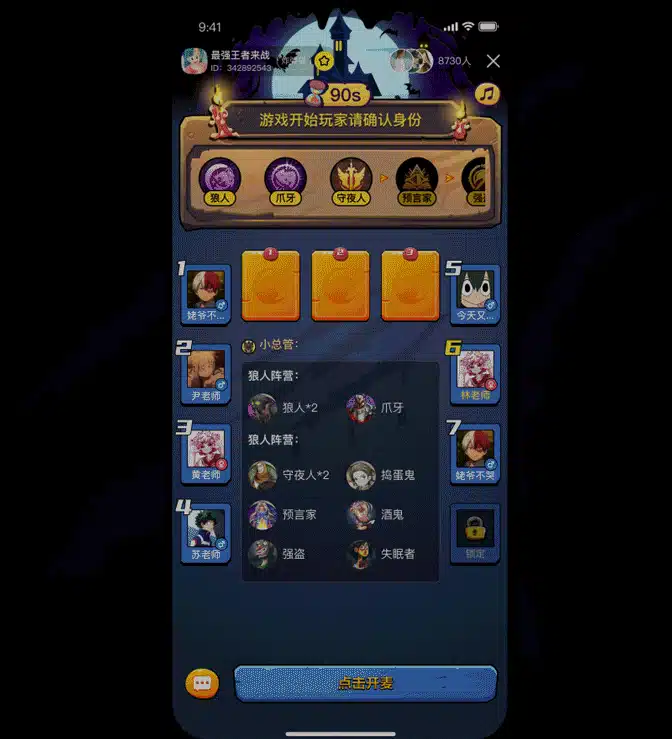 9:41
最强王者来战
ID: 342892543
8730人
90s
游戏开始玩家请确认身份
狼人
爪牙
守夜人
预言家
强
1
2
3
1
姥爷不...
5
今天又...
小总管:
2
尹老师
6
林老师
狼人阵营:
狼人*2
爪牙
3
黄老师
7
姥爷不哭
狼人阵营:
守夜人*2
捣蛋鬼
4
苏老师
锁定
预言家
酒鬼
强盗
失眠者
点击开麦